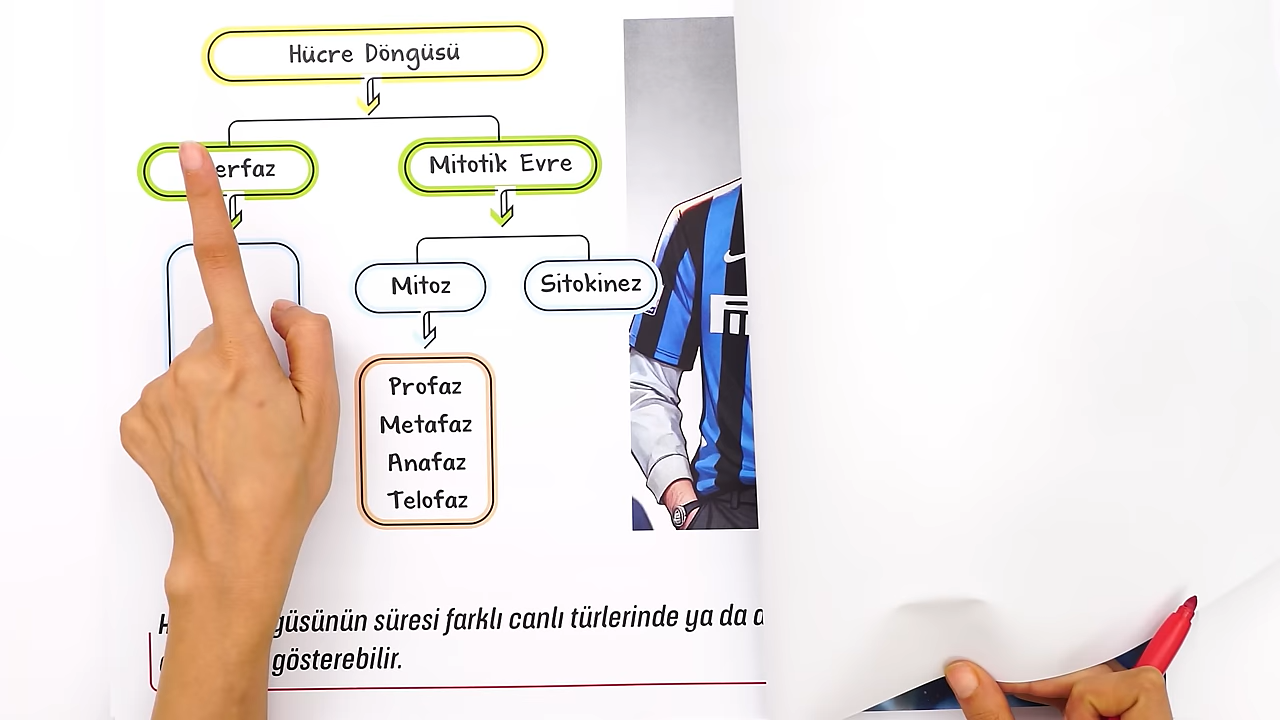 Hücre Döngüsü
erfaz
Mitotik Evre
Mitoz
Sitokinez
Profaz
Metafaz
Anafaz
Telofaz
güsünün süresi farklı canlı türlerinde ya da
gösterebilir.